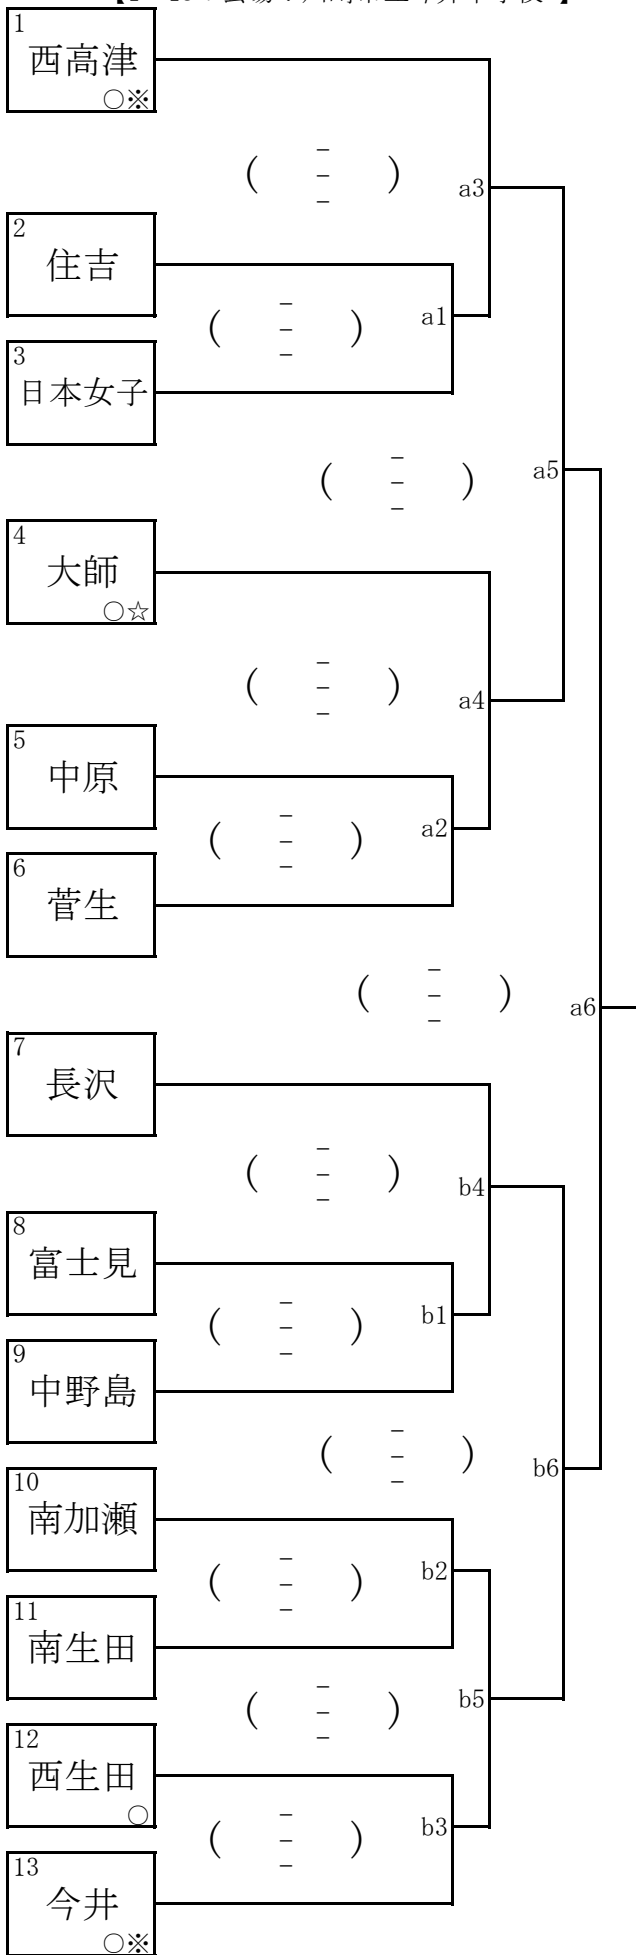 1
西高津
○※
-
( - )
-
a3
2
住吉
-
( - )
-
a1
3
日本女子
-
( - )
-
a5
4
大師
○☆
-
( - )
-
a4
5
中原
-
( - )
-
a2
6
菅生
-
( - )
-
a6
7
長沢
-
( - )
-
b4
8
富士見
-
( - )
-
b1
9
中野島
-
( - )
-
b6
10
南加瀬
-
( - )
-
b2
11
南生田
-
( - )
-
b5
12
西生田
○
-
( - )
-
b3
13
今井
○※